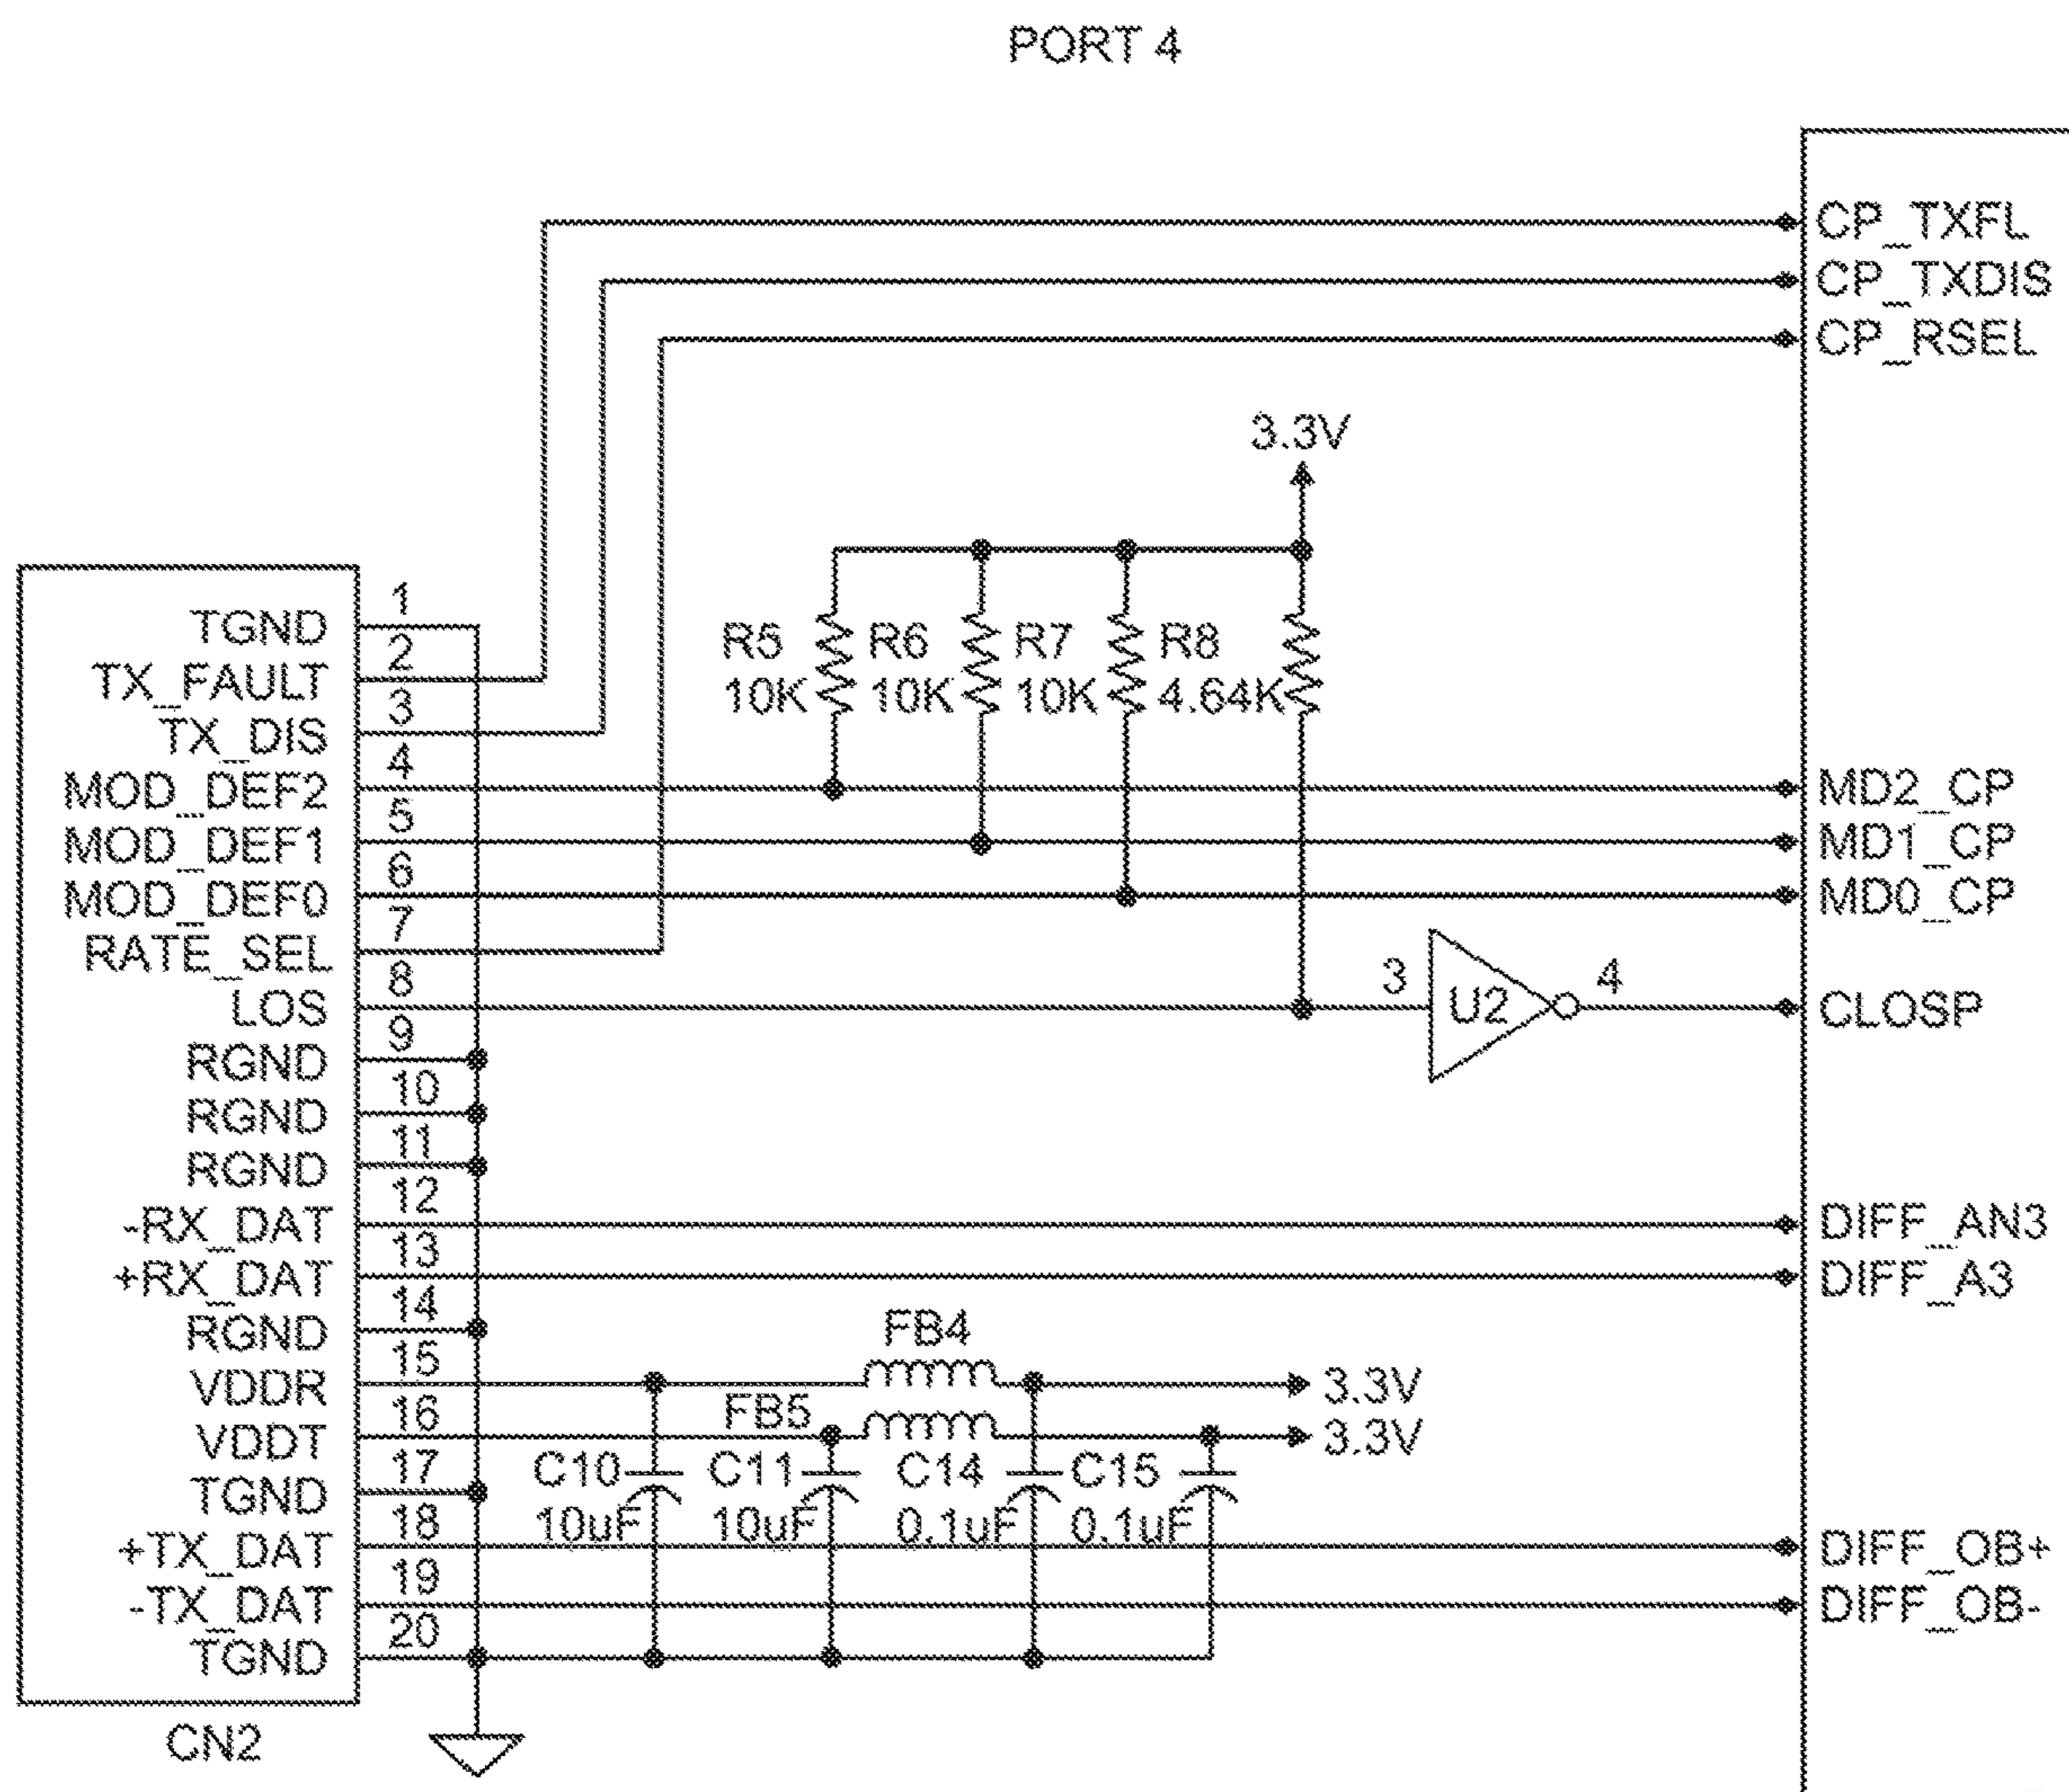 PORT 4
CP_TXFL
CP_TXDIS
CP_RSEL
3.3V
R5
10K
R6
10K
R7
10K
R8
4.64K
TGND
1
TX_FAULT
2
TX_DIS
3
MOD_DEF2
4
MOD_DEF1
5
MOD_DEF0
6
RATE_SEL
7
LOS
8
RGND
9
RGND
10
RGND
11
-RX_DAT
12
+RX_DAT
13
RGND
14
VDDR
15
VDDT
16
TGND
17
+TX_DAT
18
-TX_DAT
19
TGND
20
CN2
MD2_CP
MD1_CP
MD0_CP
3
U2
4
CLOSP
DIFF_AN3
DIFF_A3
FB4
3.3V
FB5
3.3V
C10
10uF
C11
10uF
C14
0.1uF
C15
0.1uF
DIFF_OB+
DIFF_OB-